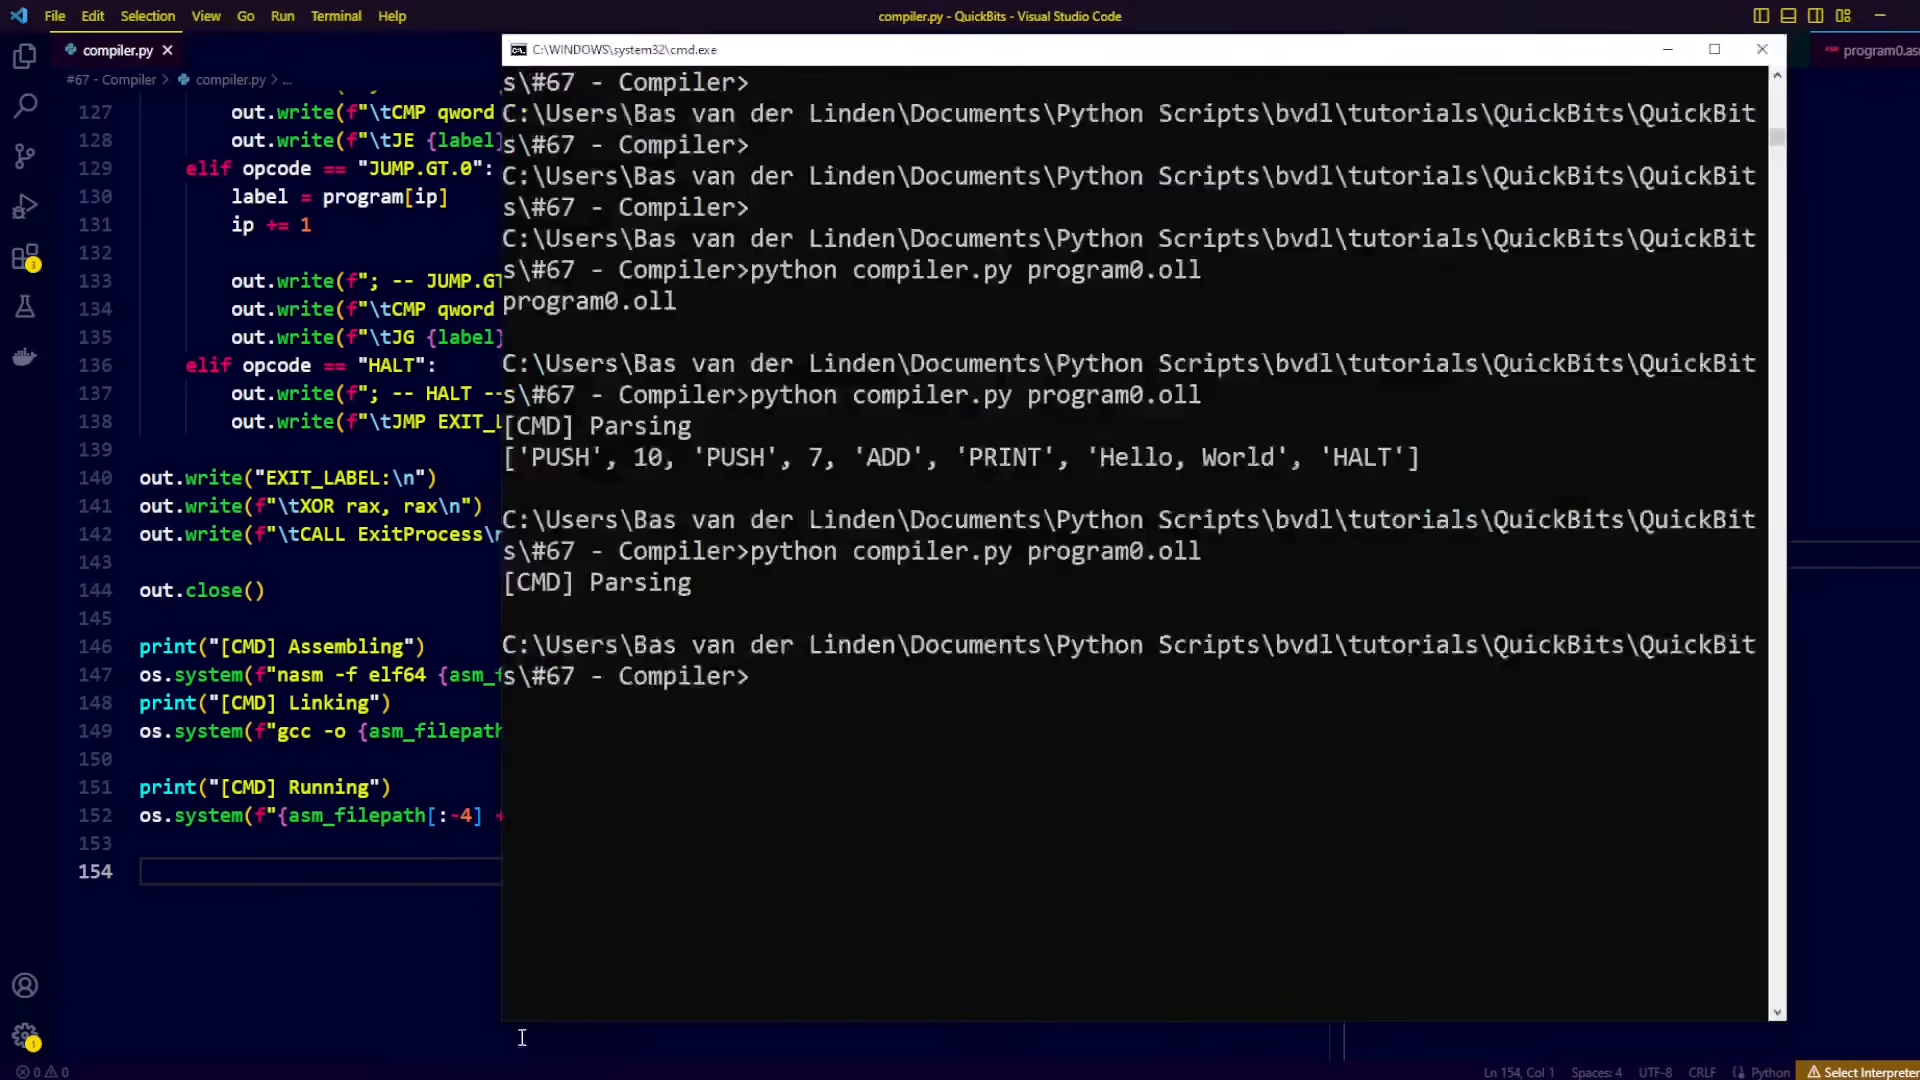 File Edit Selection View Go Run Terminal Help
compiler.py - QuickBits - Visual Studio Code
compiler.py
#67 - Compiler > compiler.py > ...
127 out.write(f"\tCMP qword
128 out.write(f"\tJE {label}
129 elif opcode == "JUMP.GT.0":
130 label = program[ip]
131 ip += 1
132
133 out.write(f"; -- JUMP.GT
134 out.write(f"\tCMP qword
135 out.write(f"\tJG {label}
136 elif opcode == "HALT":
137 out.write(f"; -- HALT --
138 out.write(f"\tJMP EXIT_L
139
140 out.write("EXIT_LABEL:\n")
141 out.write(f"\tXOR rax, rax\n")
142 out.write(f"\tCALL ExitProcess\n
143
144 out.close()
145
146 print("[CMD] Assembling")
147 os.system(f"nasm -f elf64 {asm_f
148 print("[CMD] Linking")
149 os.system(f"gcc -o {asm_filepath
150
151 print("[CMD] Running")
152 os.system(f"{asm_filepath[:-4] +
153
154
C:\WINDOWS\system32\cmd.exe
s\#67 - Compiler>
C:\Users\Bas van der Linden\Documents\Python Scripts\bvdl\tutorials\QuickBits\QuickBit
s\#67 - Compiler>
C:\Users\Bas van der Linden\Documents\Python Scripts\bvdl\tutorials\QuickBits\QuickBit
s\#67 - Compiler>
C:\Users\Bas van der Linden\Documents\Python Scripts\bvdl\tutorials\QuickBits\QuickBit
s\#67 - Compiler>python compiler.py program0.oll
program0.oll
C:\Users\Bas van der Linden\Documents\Python Scripts\bvdl\tutorials\QuickBits\QuickBit
s\#67 - Compiler>python compiler.py program0.oll
[CMD] Parsing
['PUSH', 10, 'PUSH', 7, 'ADD', 'PRINT', 'Hello, World', 'HALT']
C:\Users\Bas van der Linden\Documents\Python Scripts\bvdl\tutorials\QuickBits\QuickBit
s\#67 - Compiler>python compiler.py program0.oll
[CMD] Parsing
C:\Users\Bas van der Linden\Documents\Python Scripts\bvdl\tutorials\QuickBits\QuickBit
s\#67 - Compiler>
program0.as
3
1
0 0
Ln 154, Col 1 Spaces: 4 UTF-8 CRLF Python Select Interpreter